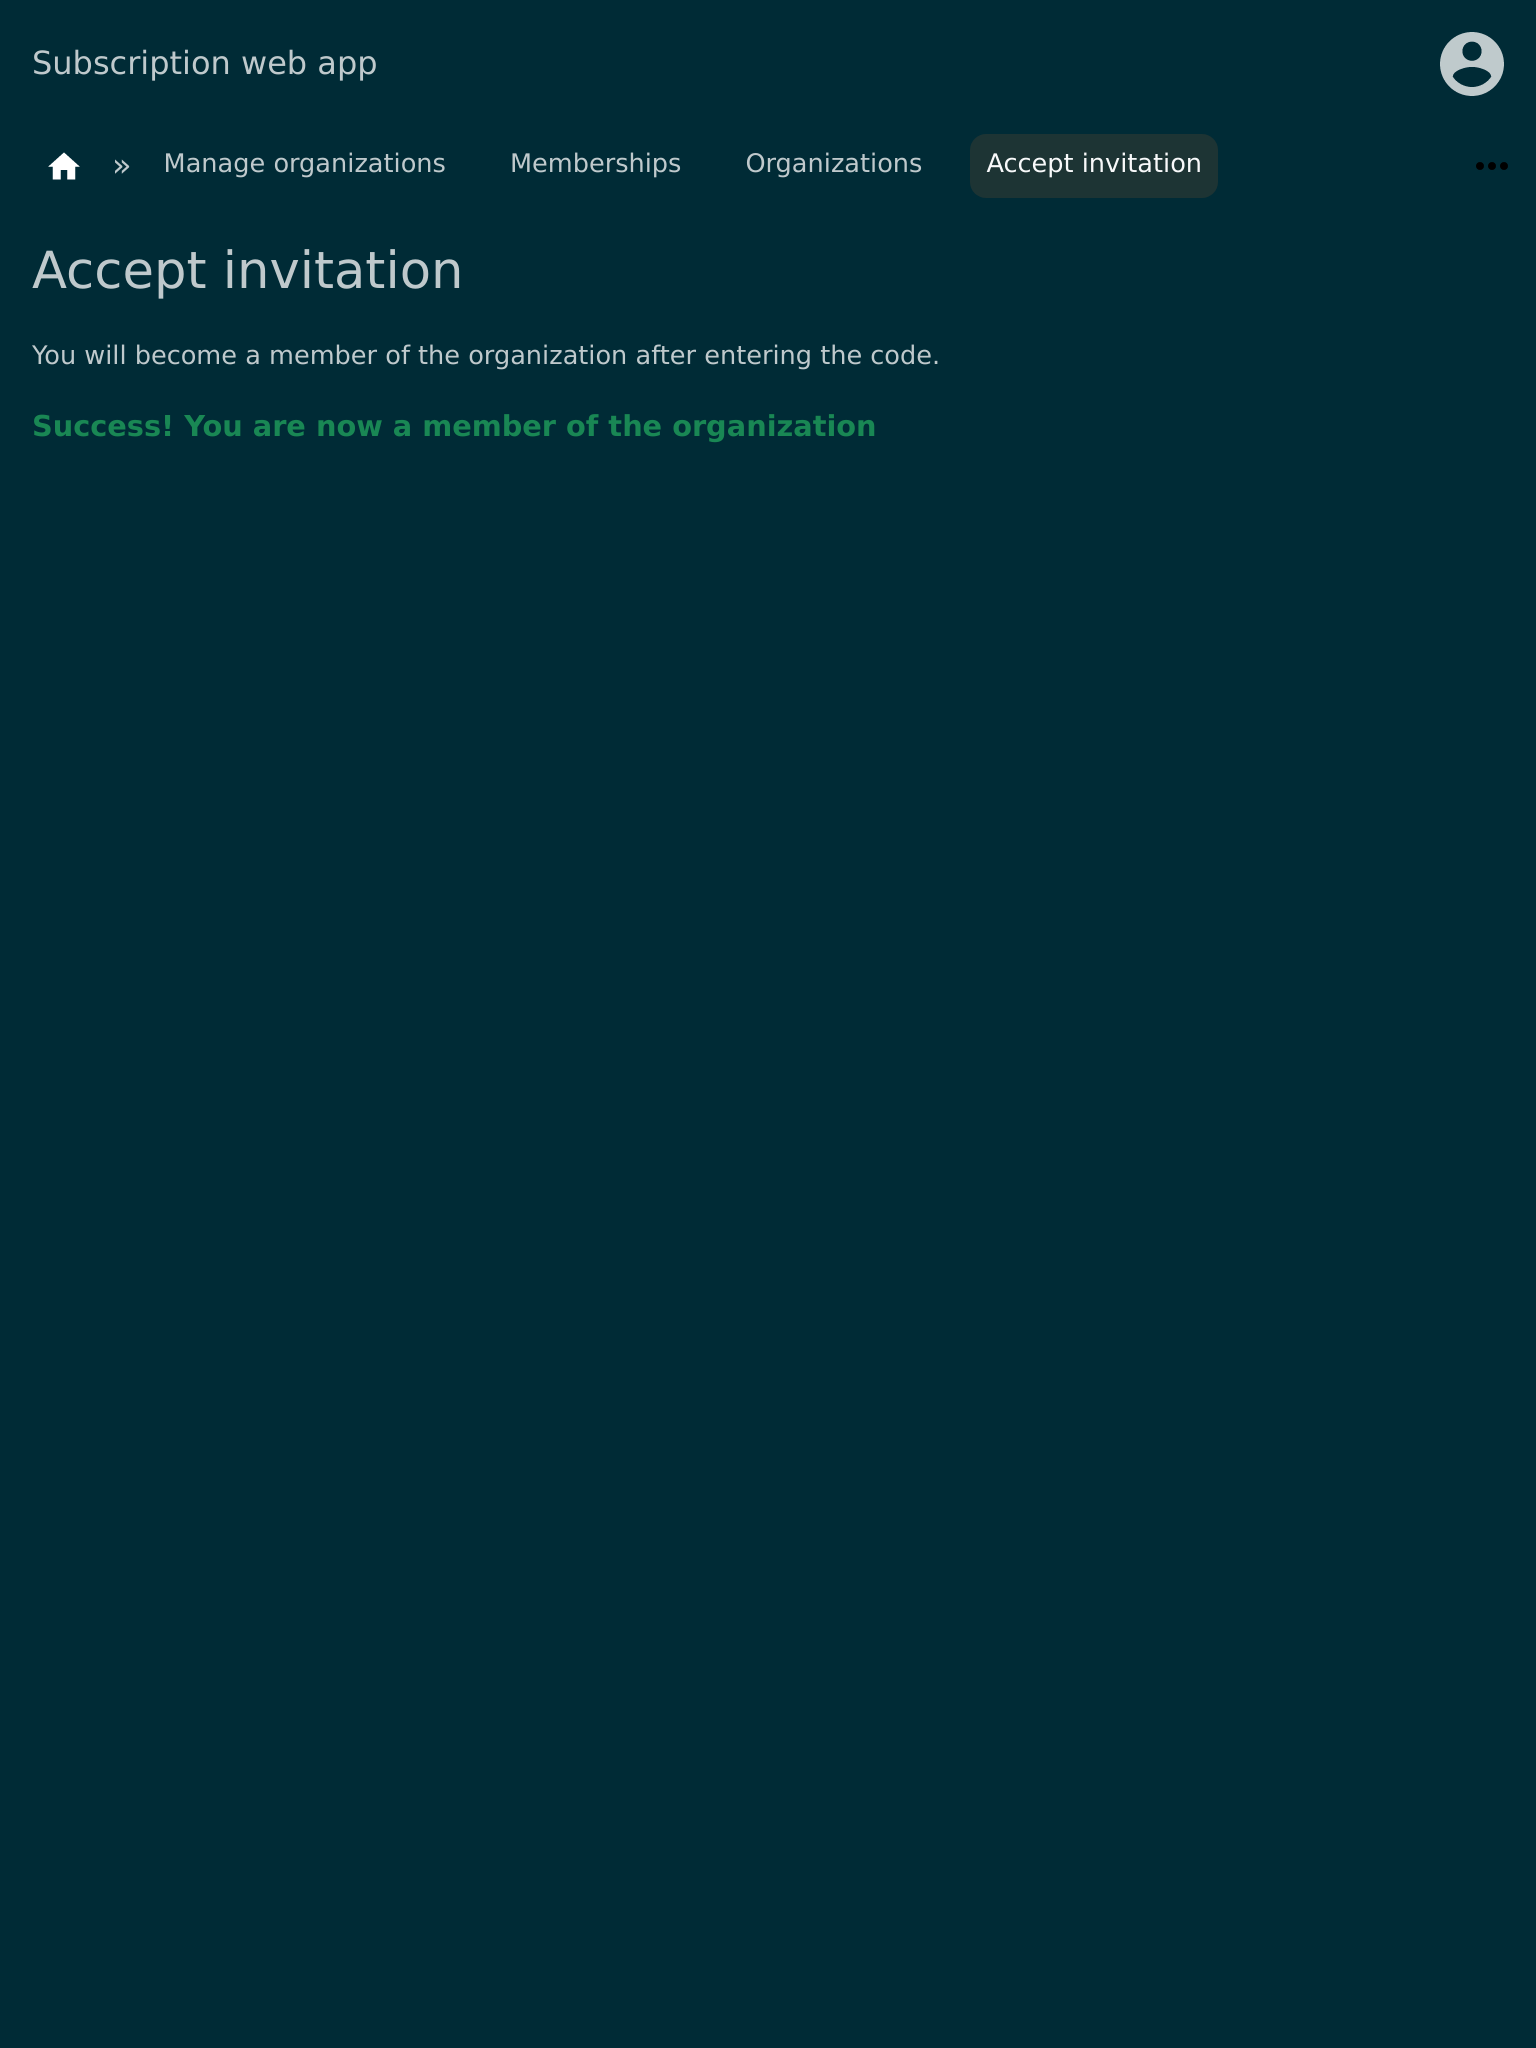 Subscription web app
» Manage organizations Memberships Organizations Accept invitation
Accept invitation
You will become a member of the organization after entering the code.
Success! You are now a member of the organization